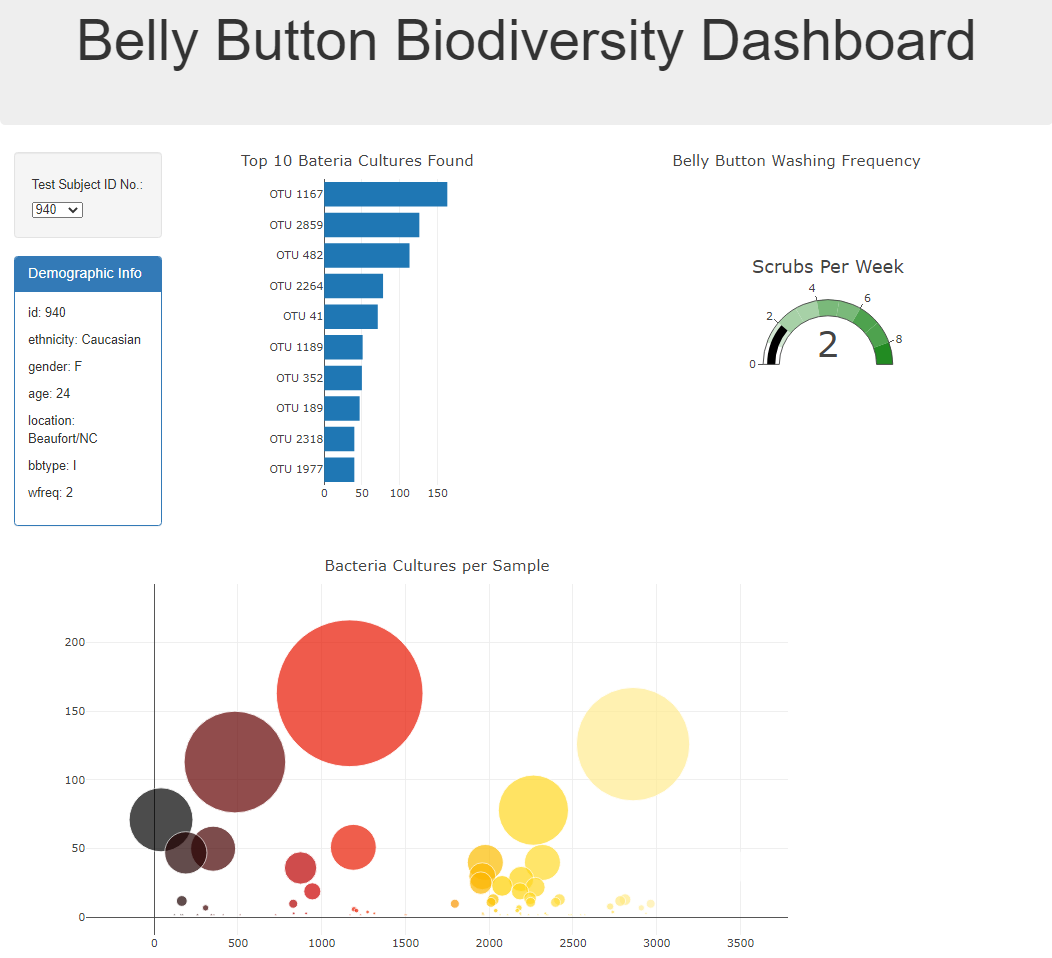 Belly Button Biodiversity Dashboard
Test Subject ID No.:
940
Demographic Info
id: 940
ethnicity: Caucasian
gender: F
age: 24
location:
Beaufort/NC
bbtype: I
wfreq: 2
Top 10 Bateria Cultures Found
OTU 1167
OTU 2859
OTU 482
OTU 2264
OTU 41
OTU 1189
OTU 352
OTU 189
OTU 2318
OTU 1977
0 50 100 150
Belly Button Washing Frequency
Scrubs Per Week
0
2
4
6
8
2
Bacteria Cultures per Sample
200
150
100
50
0
0 500 1000 1500 2000 2500 3000 3500